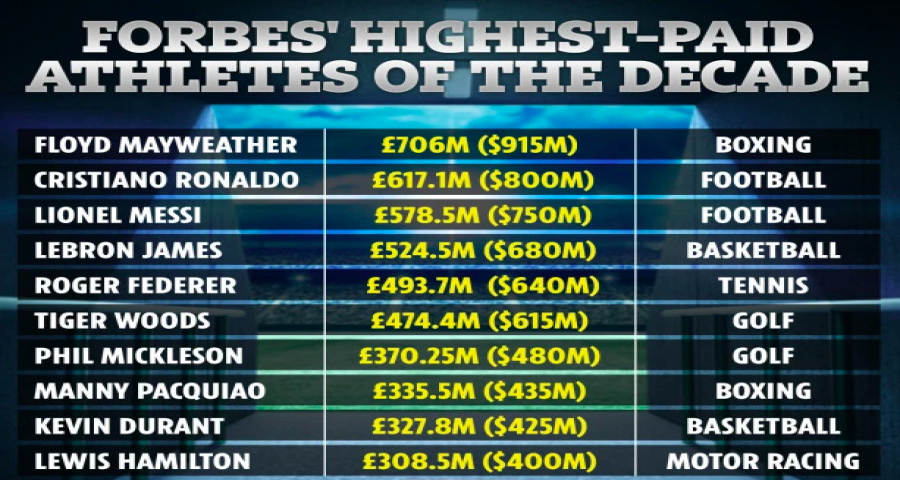 FORBES' HIGHEST-PAID
ATHLETES OF THE DECADE
FLOYD MAYWEATHER £706M ($915M) BOXING
CRISTIANO RONALDO £617.1M ($800M) FOOTBALL
LIONEL MESSI £578.5M ($750M) FOOTBALL
LEBRON JAMES £524.5M ($680M) BASKETBALL
ROGER FEDERER £493.7M ($640M) TENNIS
TIGER WOODS £474.4M ($615M) GOLF
PHIL MICKLESON £370.25M ($480M) GOLF
MANNY PACQUIAO £335.5M ($435M) BOXING
KEVIN DURANT £327.8M ($425M) BASKETBALL
LEWIS HAMILTON £308.5M ($400M) MOTOR RACING